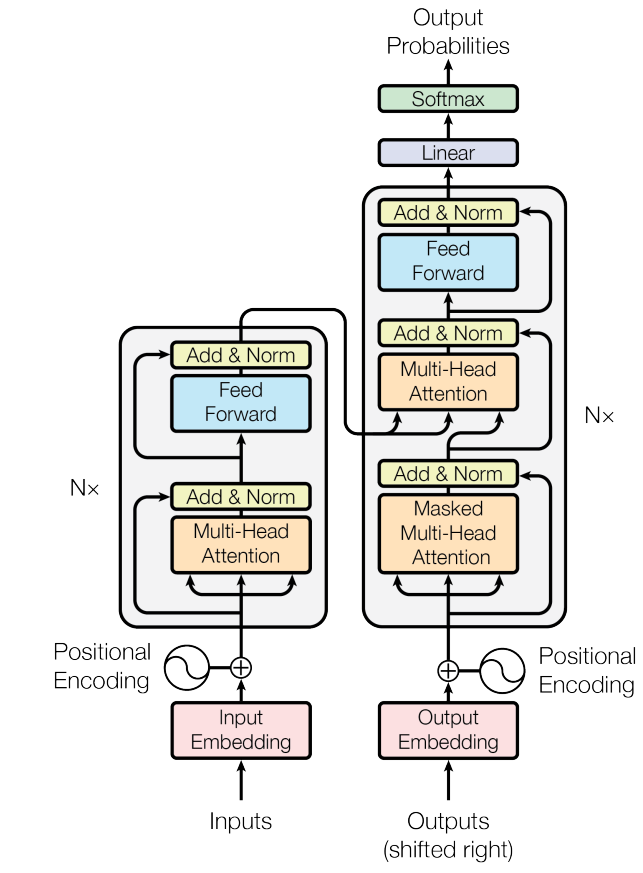 Output
Probabilities
Softmax
Linear
Add & Norm
Feed
Forward
Add & Norm
Multi-Head
Attention
Add & Norm
Masked
Multi-Head
Attention
Nx
Add & Norm
Feed
Forward
Add & Norm
Multi-Head
Attention
Nx
Positional
Encoding
Positional
Encoding
Input
Embedding
Output
Embedding
Inputs
Outputs
(shifted right)